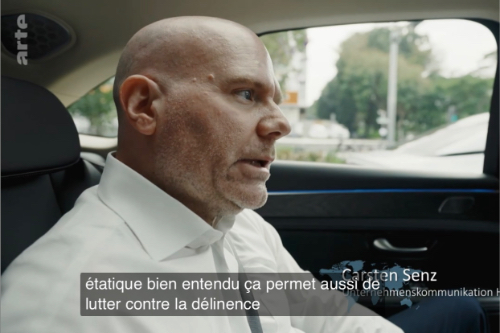 arte
Carsten Senz
Unternehmenskommunikation H
étatique bien entendu ça permet aussi de
lutter contre la délinence